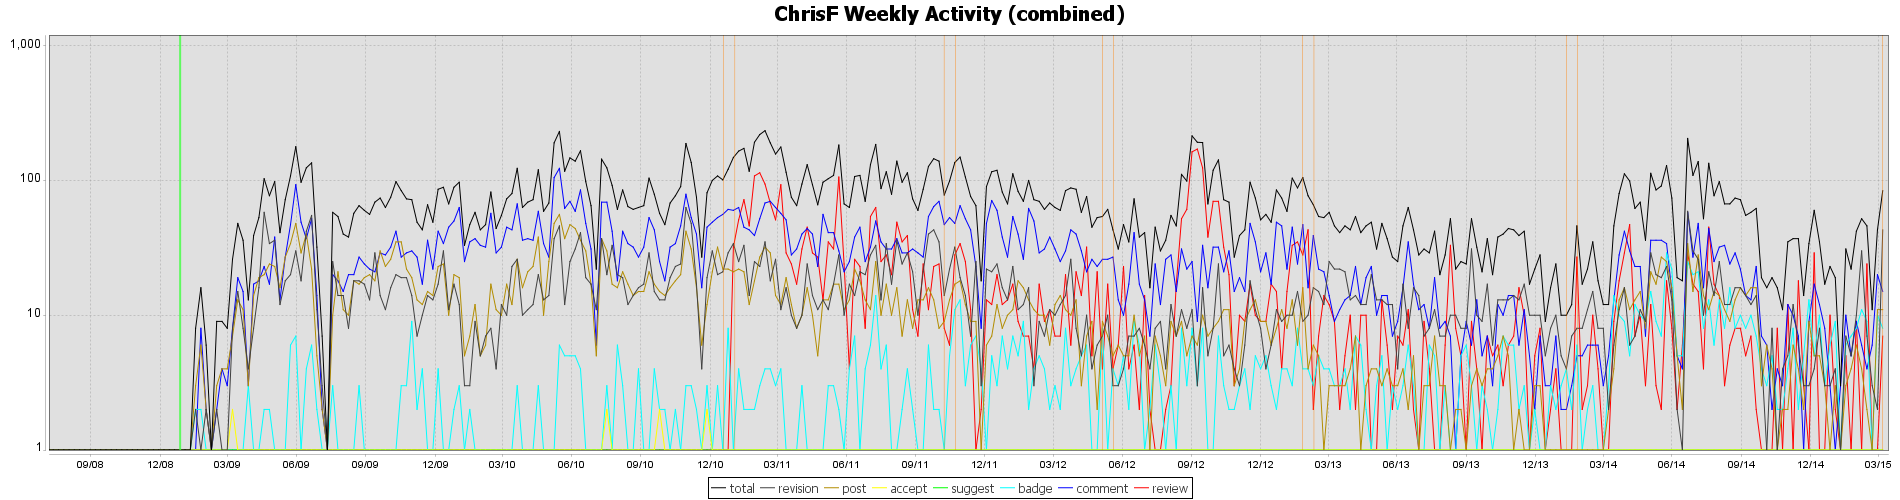 ChrisF Weekly Activity (combined)
1,000
100
10
1
09/08 12/08 03/09 06/09 09/09 12/09 03/10 06/10 09/10 12/10 03/11 06/11 09/11 12/11 03/12 06/12 09/12 12/12 03/13 06/13 09/13 12/13 03/14 06/14 09/14 12/14 03/15
total revision post accept suggest badge comment review